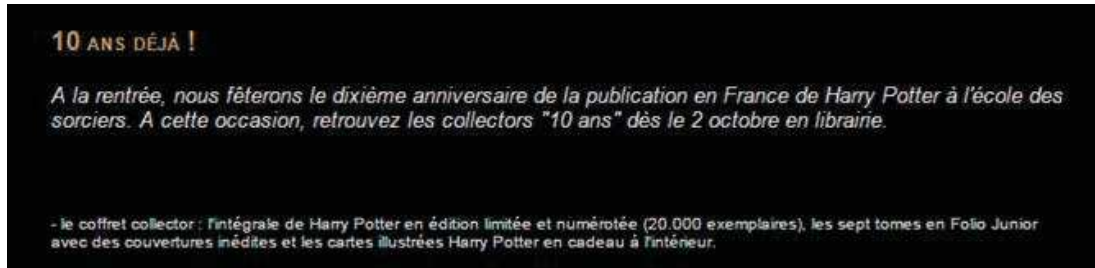 10 ANS DÉJÀ !
A la rentrée, nous fêterons le dixième anniversaire de la publication en France de Harry Potter à l'école des
sorciers. A cette occasion, retrouvez les collectors "10 ans" dès le 2 octobre en librairie.
- le coffret collector : l'intégrale de Harry Potter en édition limitée et numérotée (20.000 exemplaires), les sept tomes en Folio Junior
avec des couvertures inédites et les cartes illustrées Harry Potter en cadeau à l'intérieur.